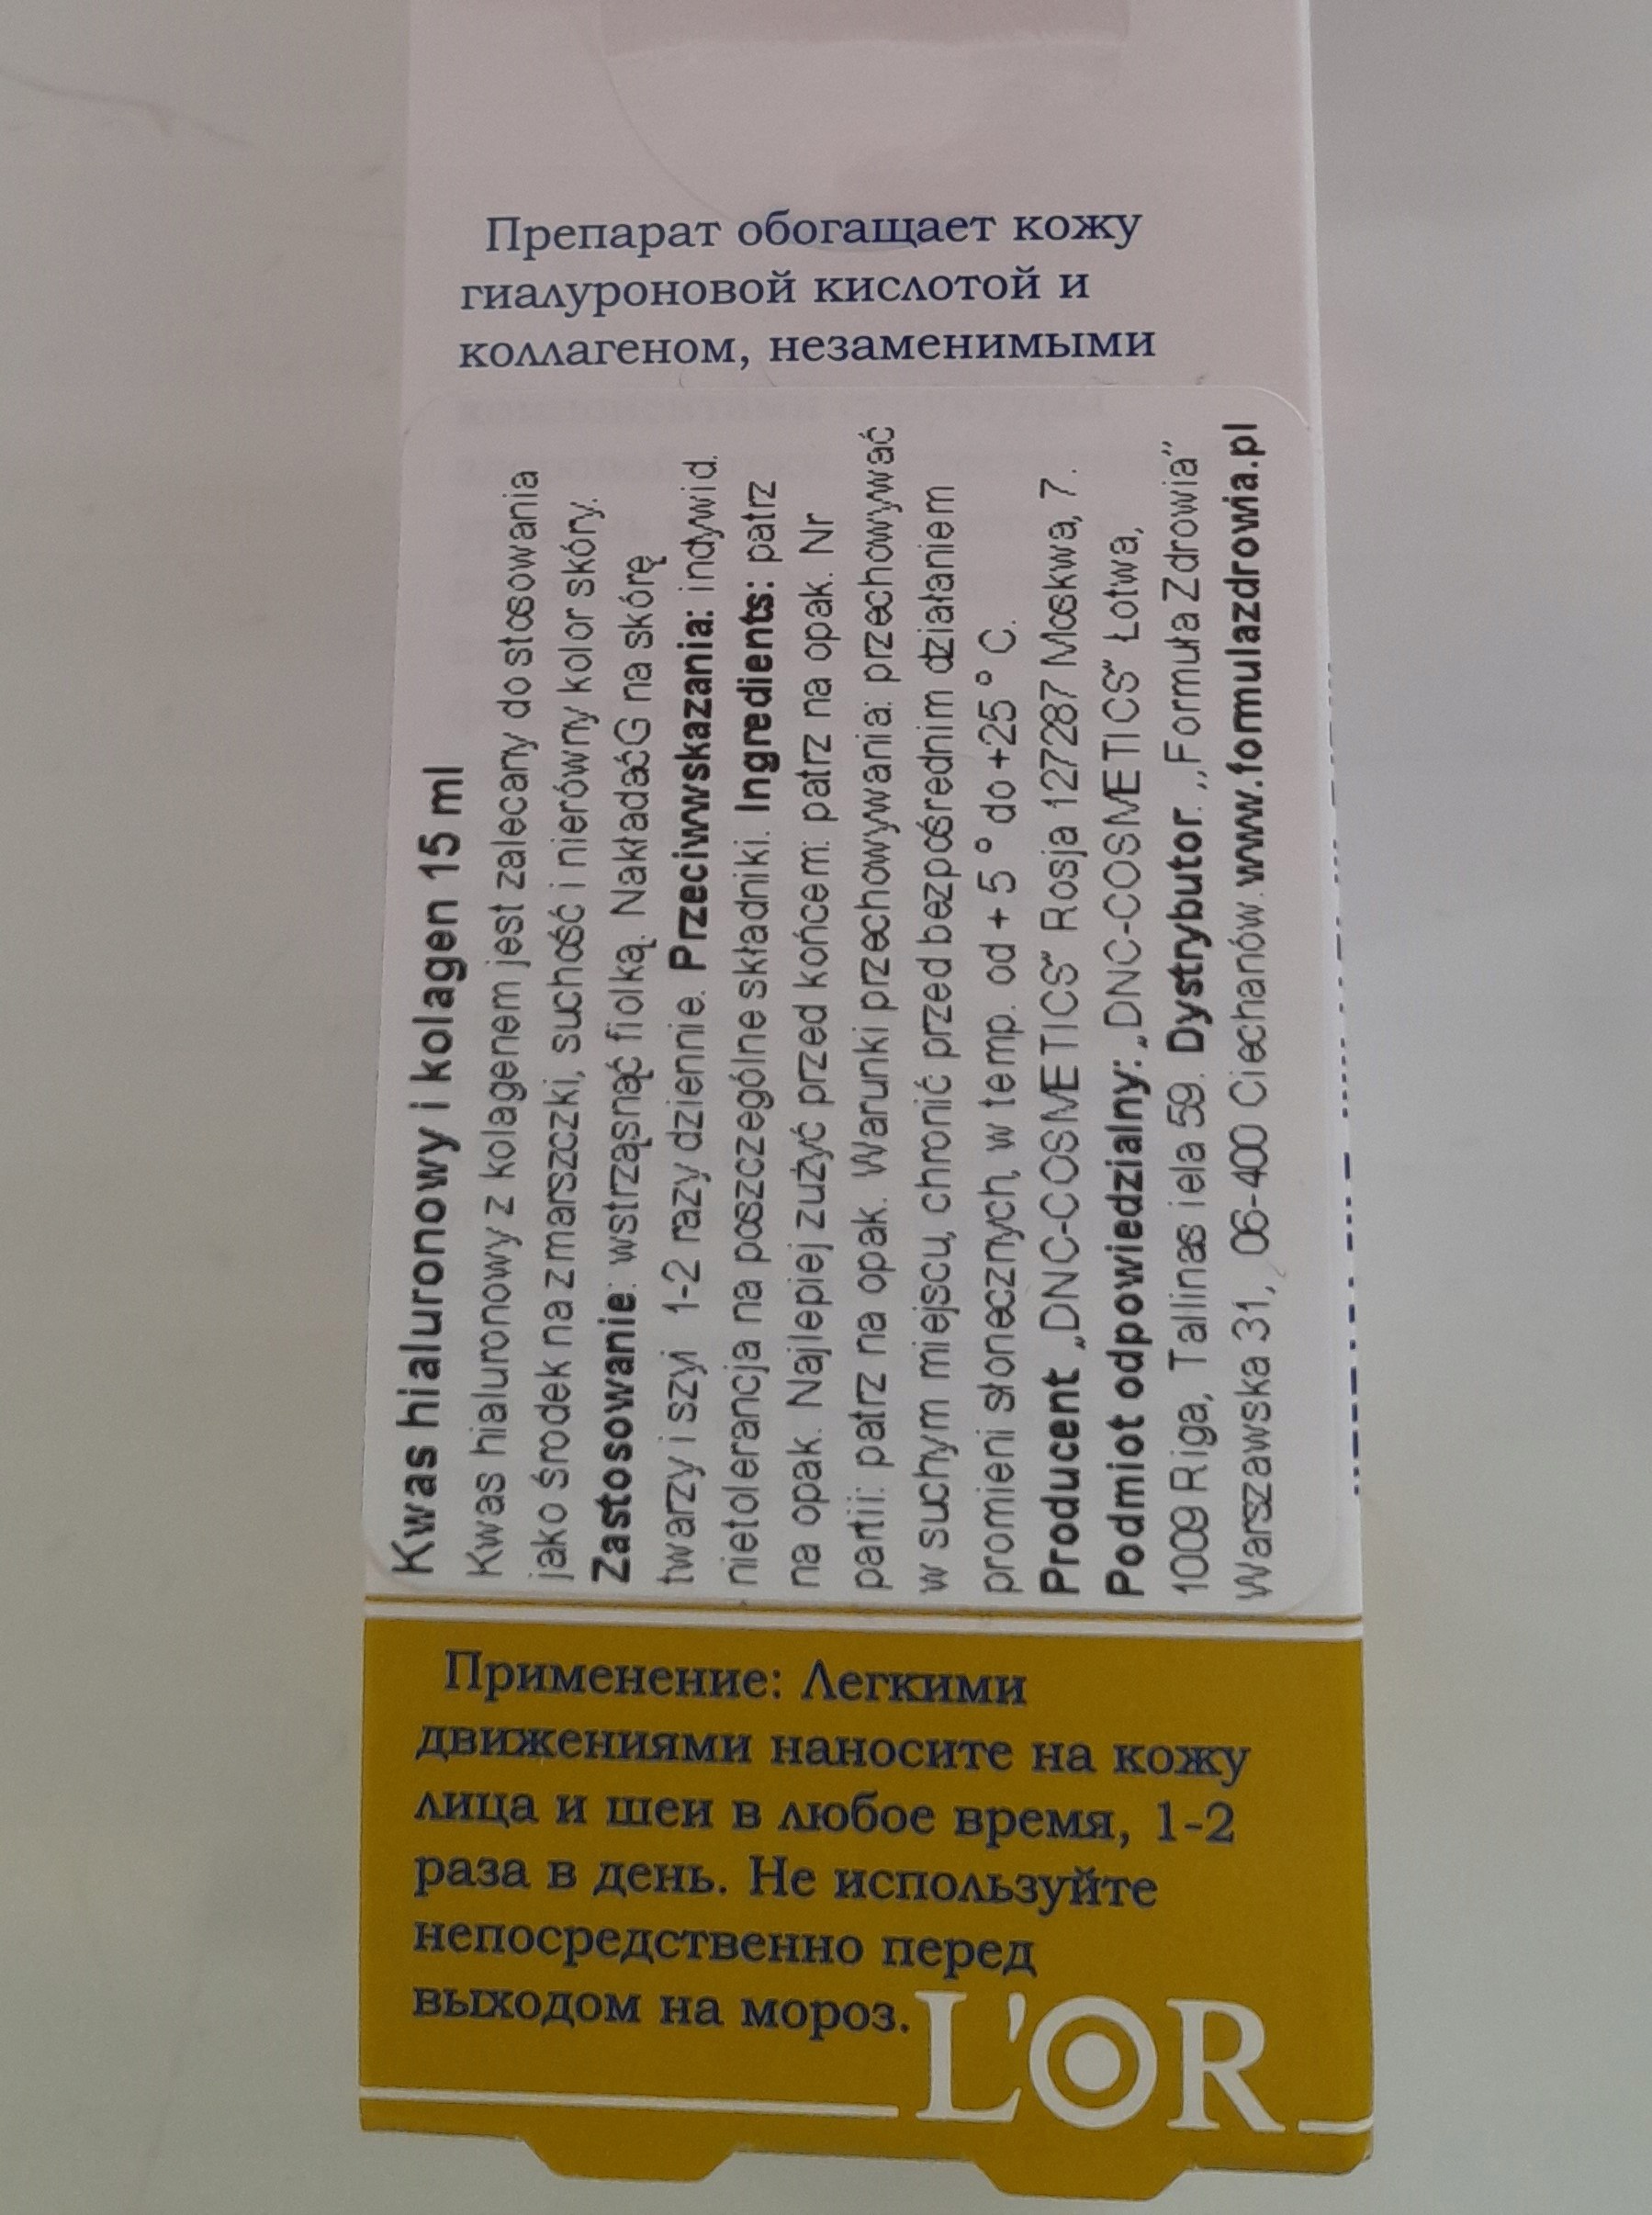 Препарат обогащает кожу
гиалуроновой кислотой и
коллагеном, незаменимыми
Kwas hialuronowy i kolagen 15 ml
Kwas hialuronowy z kolagenem jest zalecany do stosowania
jako środek na zmarszczki, suchość i nierówny kolor skóry.
Zastosowanie: wstrząsnąć fiolką. NakładaćG na skórę
twarzy i szyi 1-2 razy dziennie. Przeciwwskazania: indywid.
nietolerancja na poszczególne składniki. Ingredients: patrz
na opak. Najlepiej zużyć przed końcem: patrz na opak. Nr
partii: patrz na opak. Warunki przechowywania: przechowywać
w suchym miejscu, chronić przed bezpośrednim działaniem
promieni słonecznych, w temp. od + 5 ° do +25 ° C.
Producent „DNC-COSMETICS” Rosja 127287 Moskwa, 7.
Podmiot odpowiedzialny: „DNC-COSMETICS” Łotwa,
1009 Riga, Tallinas iela 59. Dystrybutor. ,,Formuła Zdrowia”
Warszawska 31, 06-400 Ciechanów. www.formulazdrowia.pl
Применение: Легкими
движениями наносите на кожу
лица и шеи в любое время, 1-2
раза в день. Не используйте
непосредственно перед
выходом на мороз.
L'OR